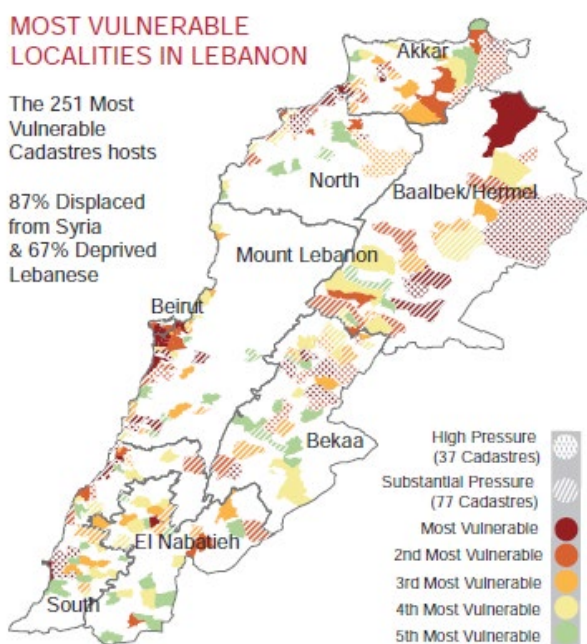 MOST VULNERABLE
LOCALITIES IN LEBANON
The 251 Most
Vulnerable
Cadastres hosts
87% Displaced
from Syria
& 67% Deprived
Lebanese
Akkar
North
Baalbek/Hermel
Mount Lebanon
Beirut
Bekaa
El Nabatieh
South
High Pressure
(37 Cadastres)
Substantial Pressure
(77 Cadastres)
Most Vulnerable
2nd Most Vulnerable
3rd Most Vulnerable
4th Most Vulnerable
5th Most Vulnerable